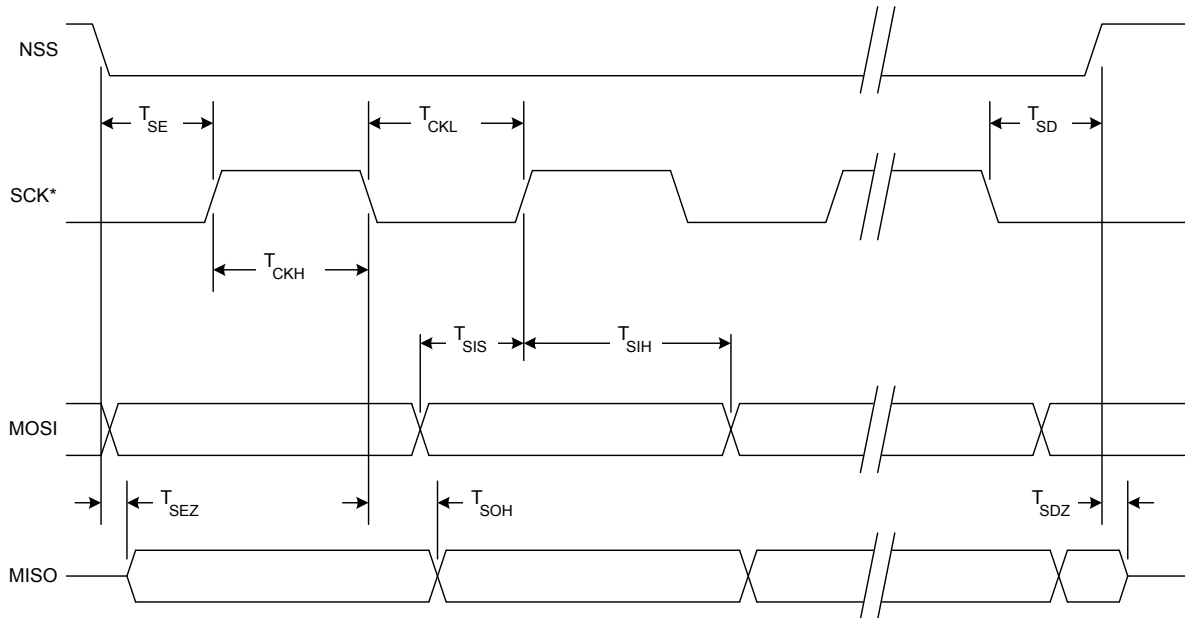 NSS
T_SE
T_CKL
T_SD
SCK*
T_CKH
T_SIS
T_SIH
MOSI
T_SEZ
T_SOH
T_SDZ
MISO